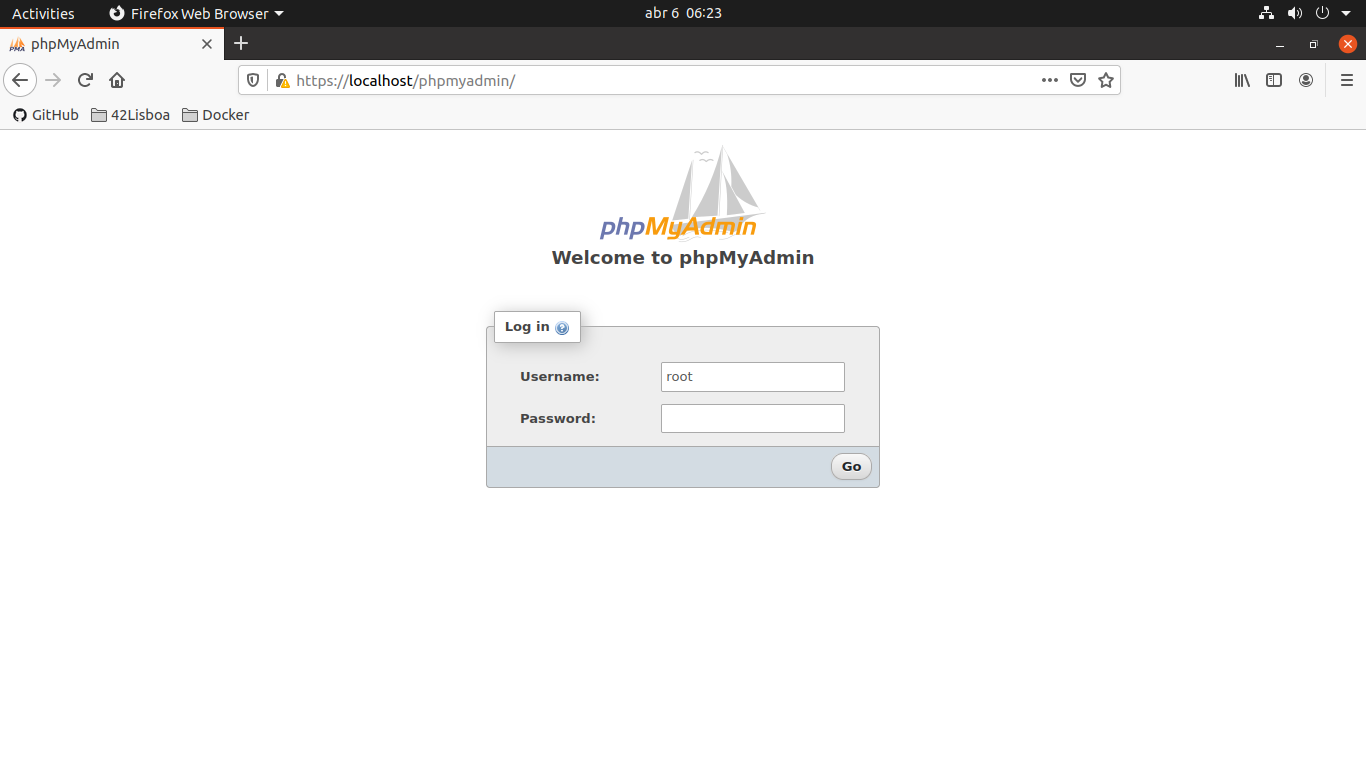 Activities Firefox Web Browser abr 6 06:23
phpMyAdmin
https://localhost/phpmyadmin/
GitHub 42Lisboa Docker
phpMyAdmin
Welcome to phpMyAdmin
Log in
Username: root
Password:
Go